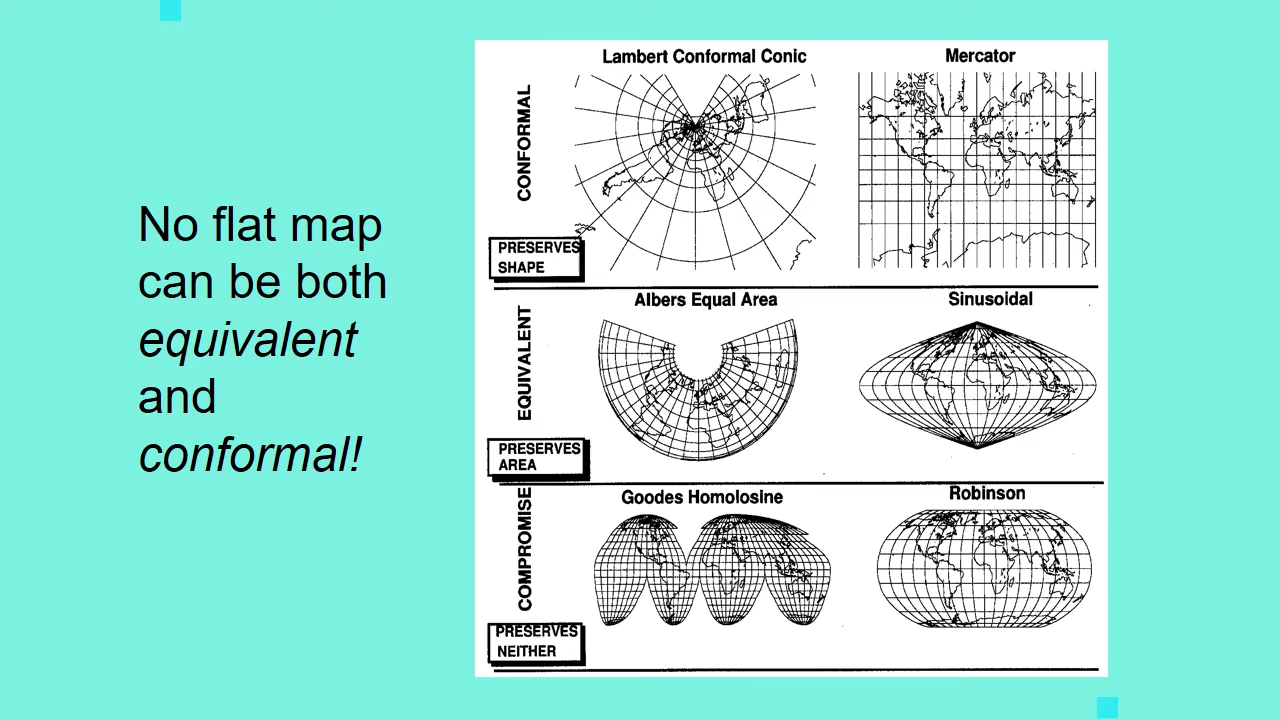 No flat map
can be both
equivalent
and
conformal!
Lambert Conformal Conic
Mercator
CONFORMAL
PRESERVES
SHAPE
Albers Equal Area
Sinusoidal
EQUIVALENT
PRESERVES
AREA
Goodes Homolosine
Robinson
COMPROMISE
PRESERVES
NEITHER